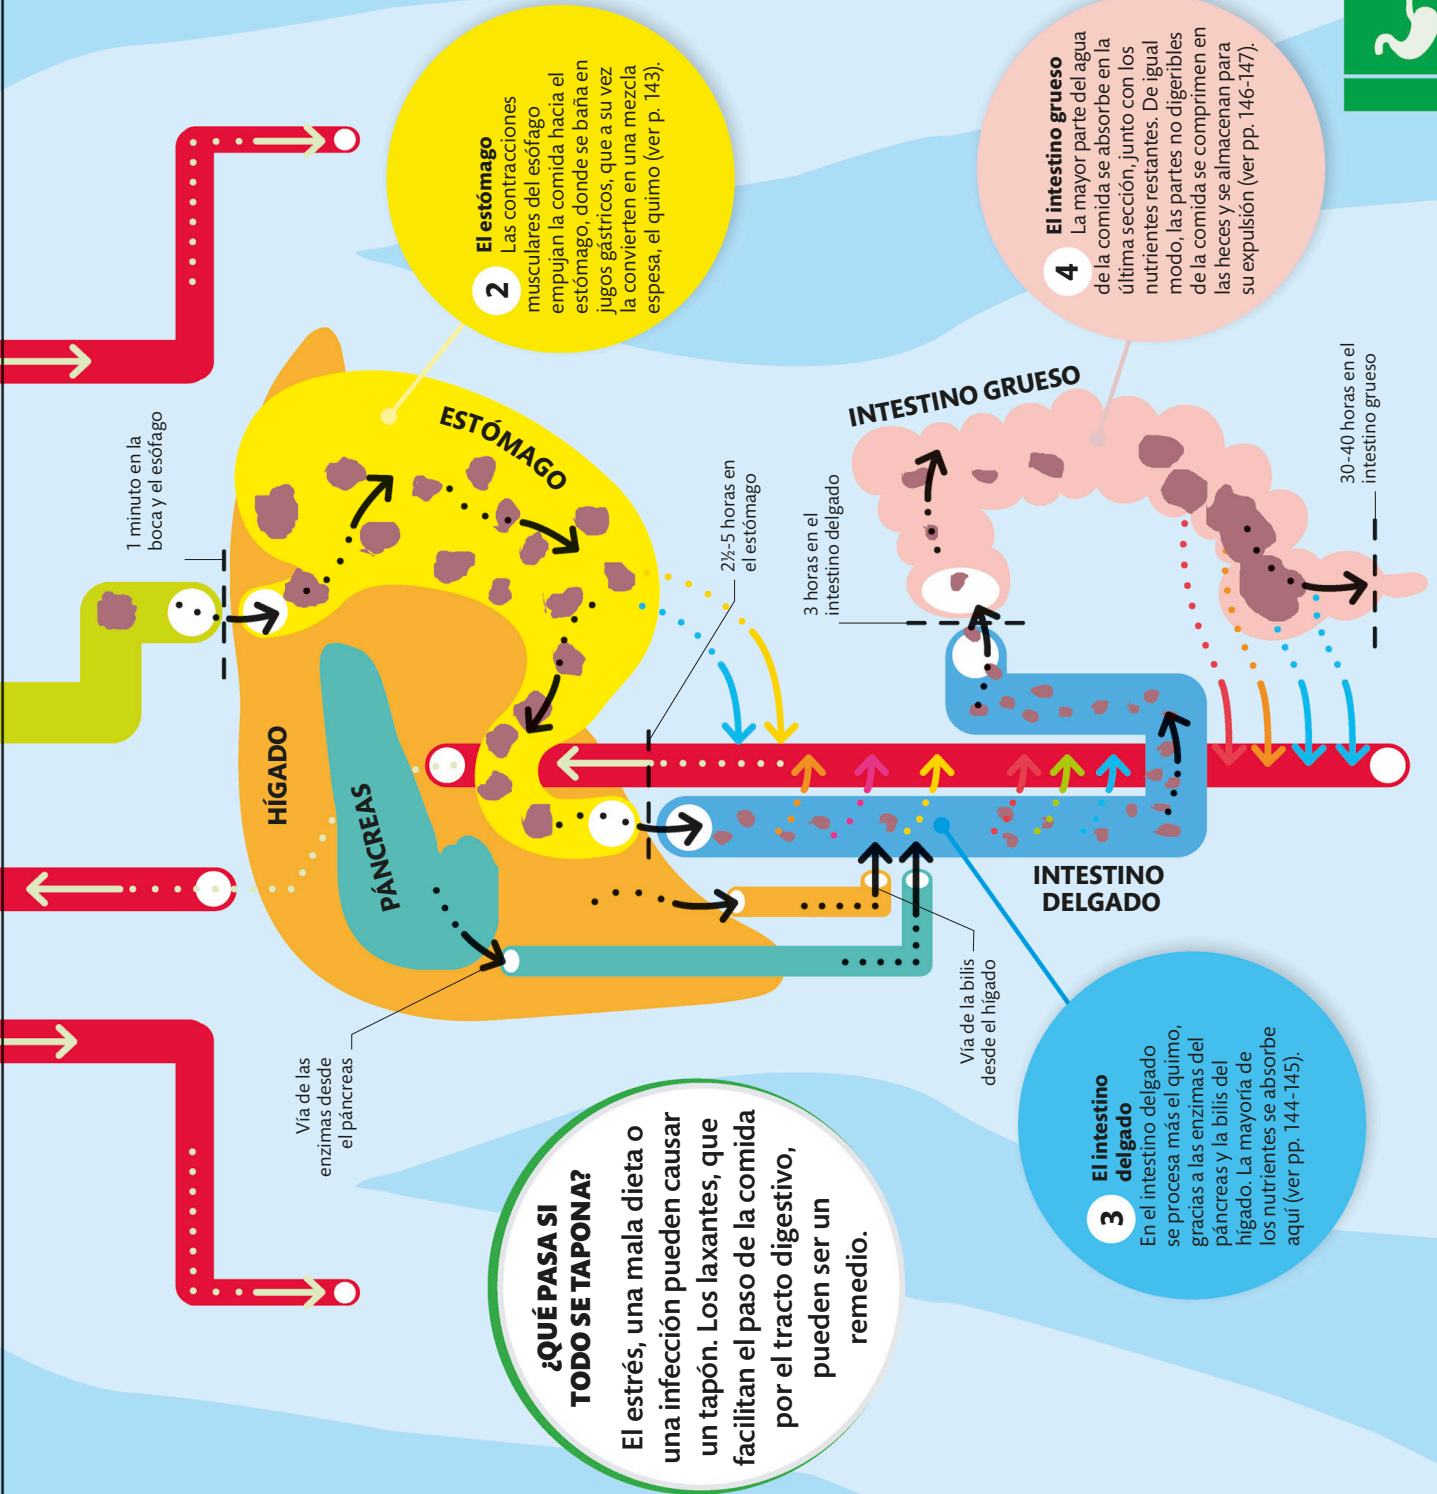 1 minuto en la
boca y el esófago
2
El estómago
Las contracciones
musculares del esófago
empujan la comida hacia el
estómago, donde se baña en
jugos gástricos, que a su vez
la convierten en una mezcla
espesa, el quimo (ver p. 143).
HÍGADO
ESTÓMAGO
PÁNCREAS
Vía de las
enzimas desde
el páncreas
2½-5 horas en
el estómago
¿QUÉ PASA SI
TODO SE TAPONA?
El estrés, una mala dieta o
una infección pueden causar
un tapón. Los laxantes, que
facilitan el paso de la comida
por el tracto digestivo,
pueden ser un
remedio.
3 horas en el
intestino delgado
INTESTINO GRUESO
Vía de la bilis
desde el hígado
INTESTINO
DELGADO
3
El intestino
delgado
En el intestino delgado
se procesa más el quimo,
gracias a las enzimas del
páncreas y la bilis del
hígado. La mayoría de
los nutrientes se absorbe
aquí (ver pp. 144-145).
4
El intestino grueso
La mayor parte del agua
de la comida se absorbe en la
última sección, junto con los
nutrientes restantes. De igual
modo, las partes no digeribles
de la comida se comprimen en
las heces y se almacenan para
su expulsión (ver pp. 146-147).
30-40 horas en el
intestino grueso